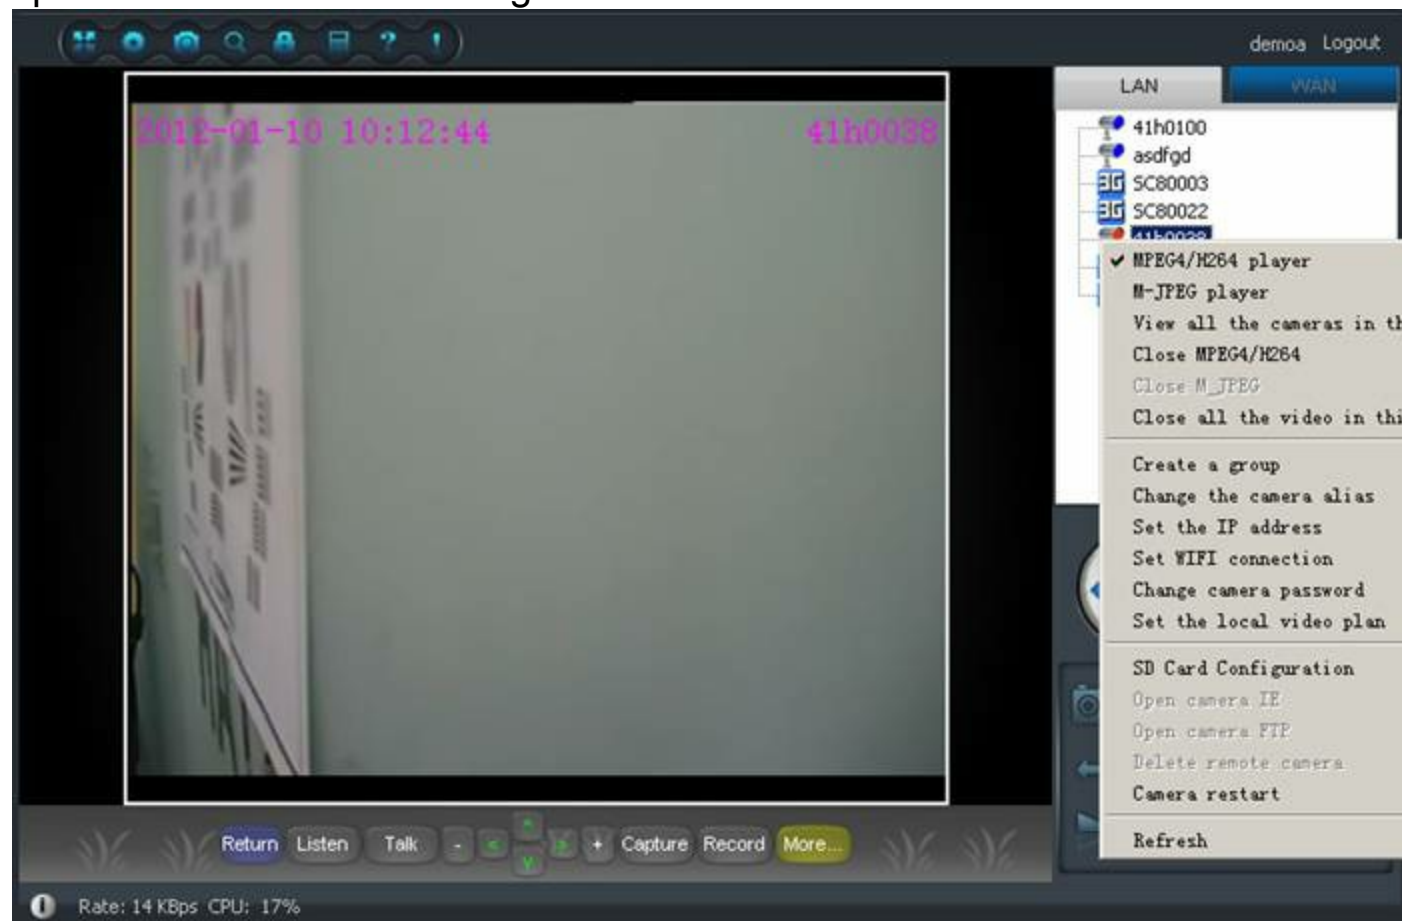 demoa Logout
LAN WAN
2012-01-10 10:12:44 41h0038
41h0100
asdfgd
3G SC80003
3G SC80022
41h0038
MPEG4/H264 player
M-JPEG player
View all the cameras in th
Close MPEG4/H264
Close M_JPEG
Close all the video in thi
Create a group
Change the camera alias
Set the IP address
Set WIFI connection
Change camera password
Set the local video plan
SD Card Configuration
Open camera IE
Open camera FTP
Delete remote camera
Camera restart
Refresh
Return Listen Talk - < ^ v > + Capture Record More...
Rate: 14 KBps CPU: 17%